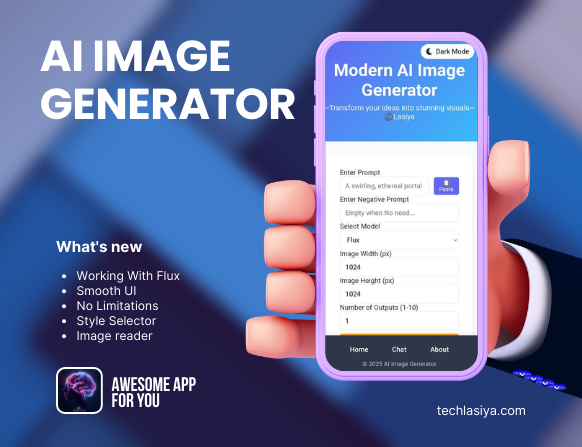 AI IMAGE
GENERATOR
Dark Mode
Modern AI Image
Generator
~Transform your ideas into stunning visuals~
Lasiya
Enter Prompt
A swirling, ethereal portal
Paste
Enter Negative Prompt
Empty when No need...
Select Model
Flux
Image Width (px)
1024
Image Height (px)
1024
Number of Outputs (1-10)
1
Home Chat About
© 2025 AI Image Generator
What's new
• Working With Flux
• Smooth UI
• No Limitations
• Style Selector
• Image reader
AWESOME APP
FOR YOU
techlasiya.com